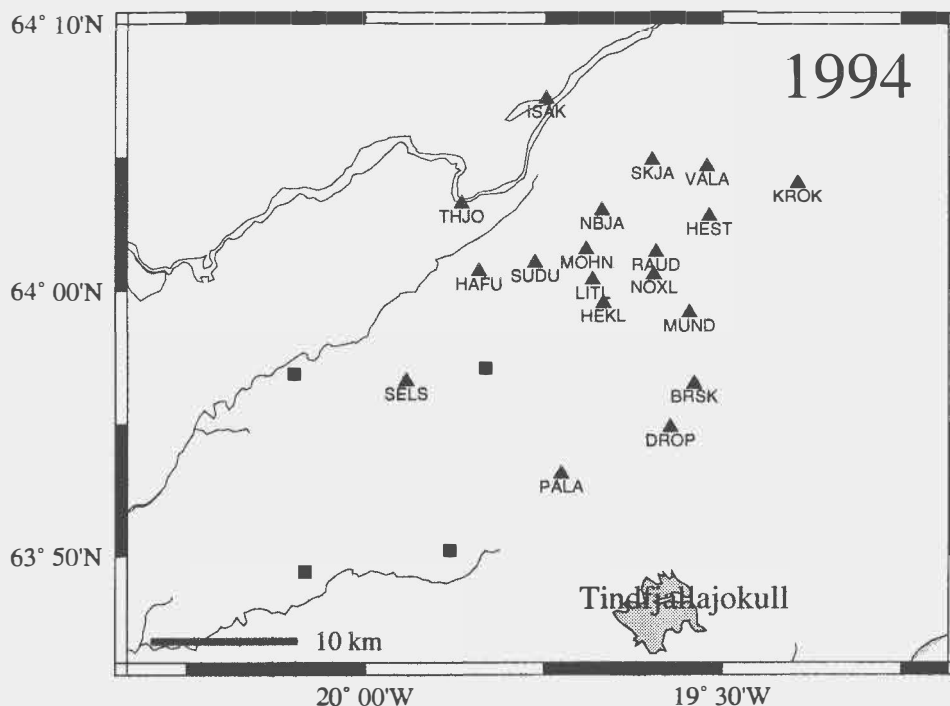 64° 10'N
1994
ISAK
SKJA
VALA
KROK
THJO
NBJA
HEST
MOHN
RAUD
HAFU
SUDU
NOXL
64° 00'N
LITL
HEKL
MUND
SELS
BRSK
DROP
PALA
63° 50'N
Tindfjallajokull
10 km
20° 00'W
19° 30'W